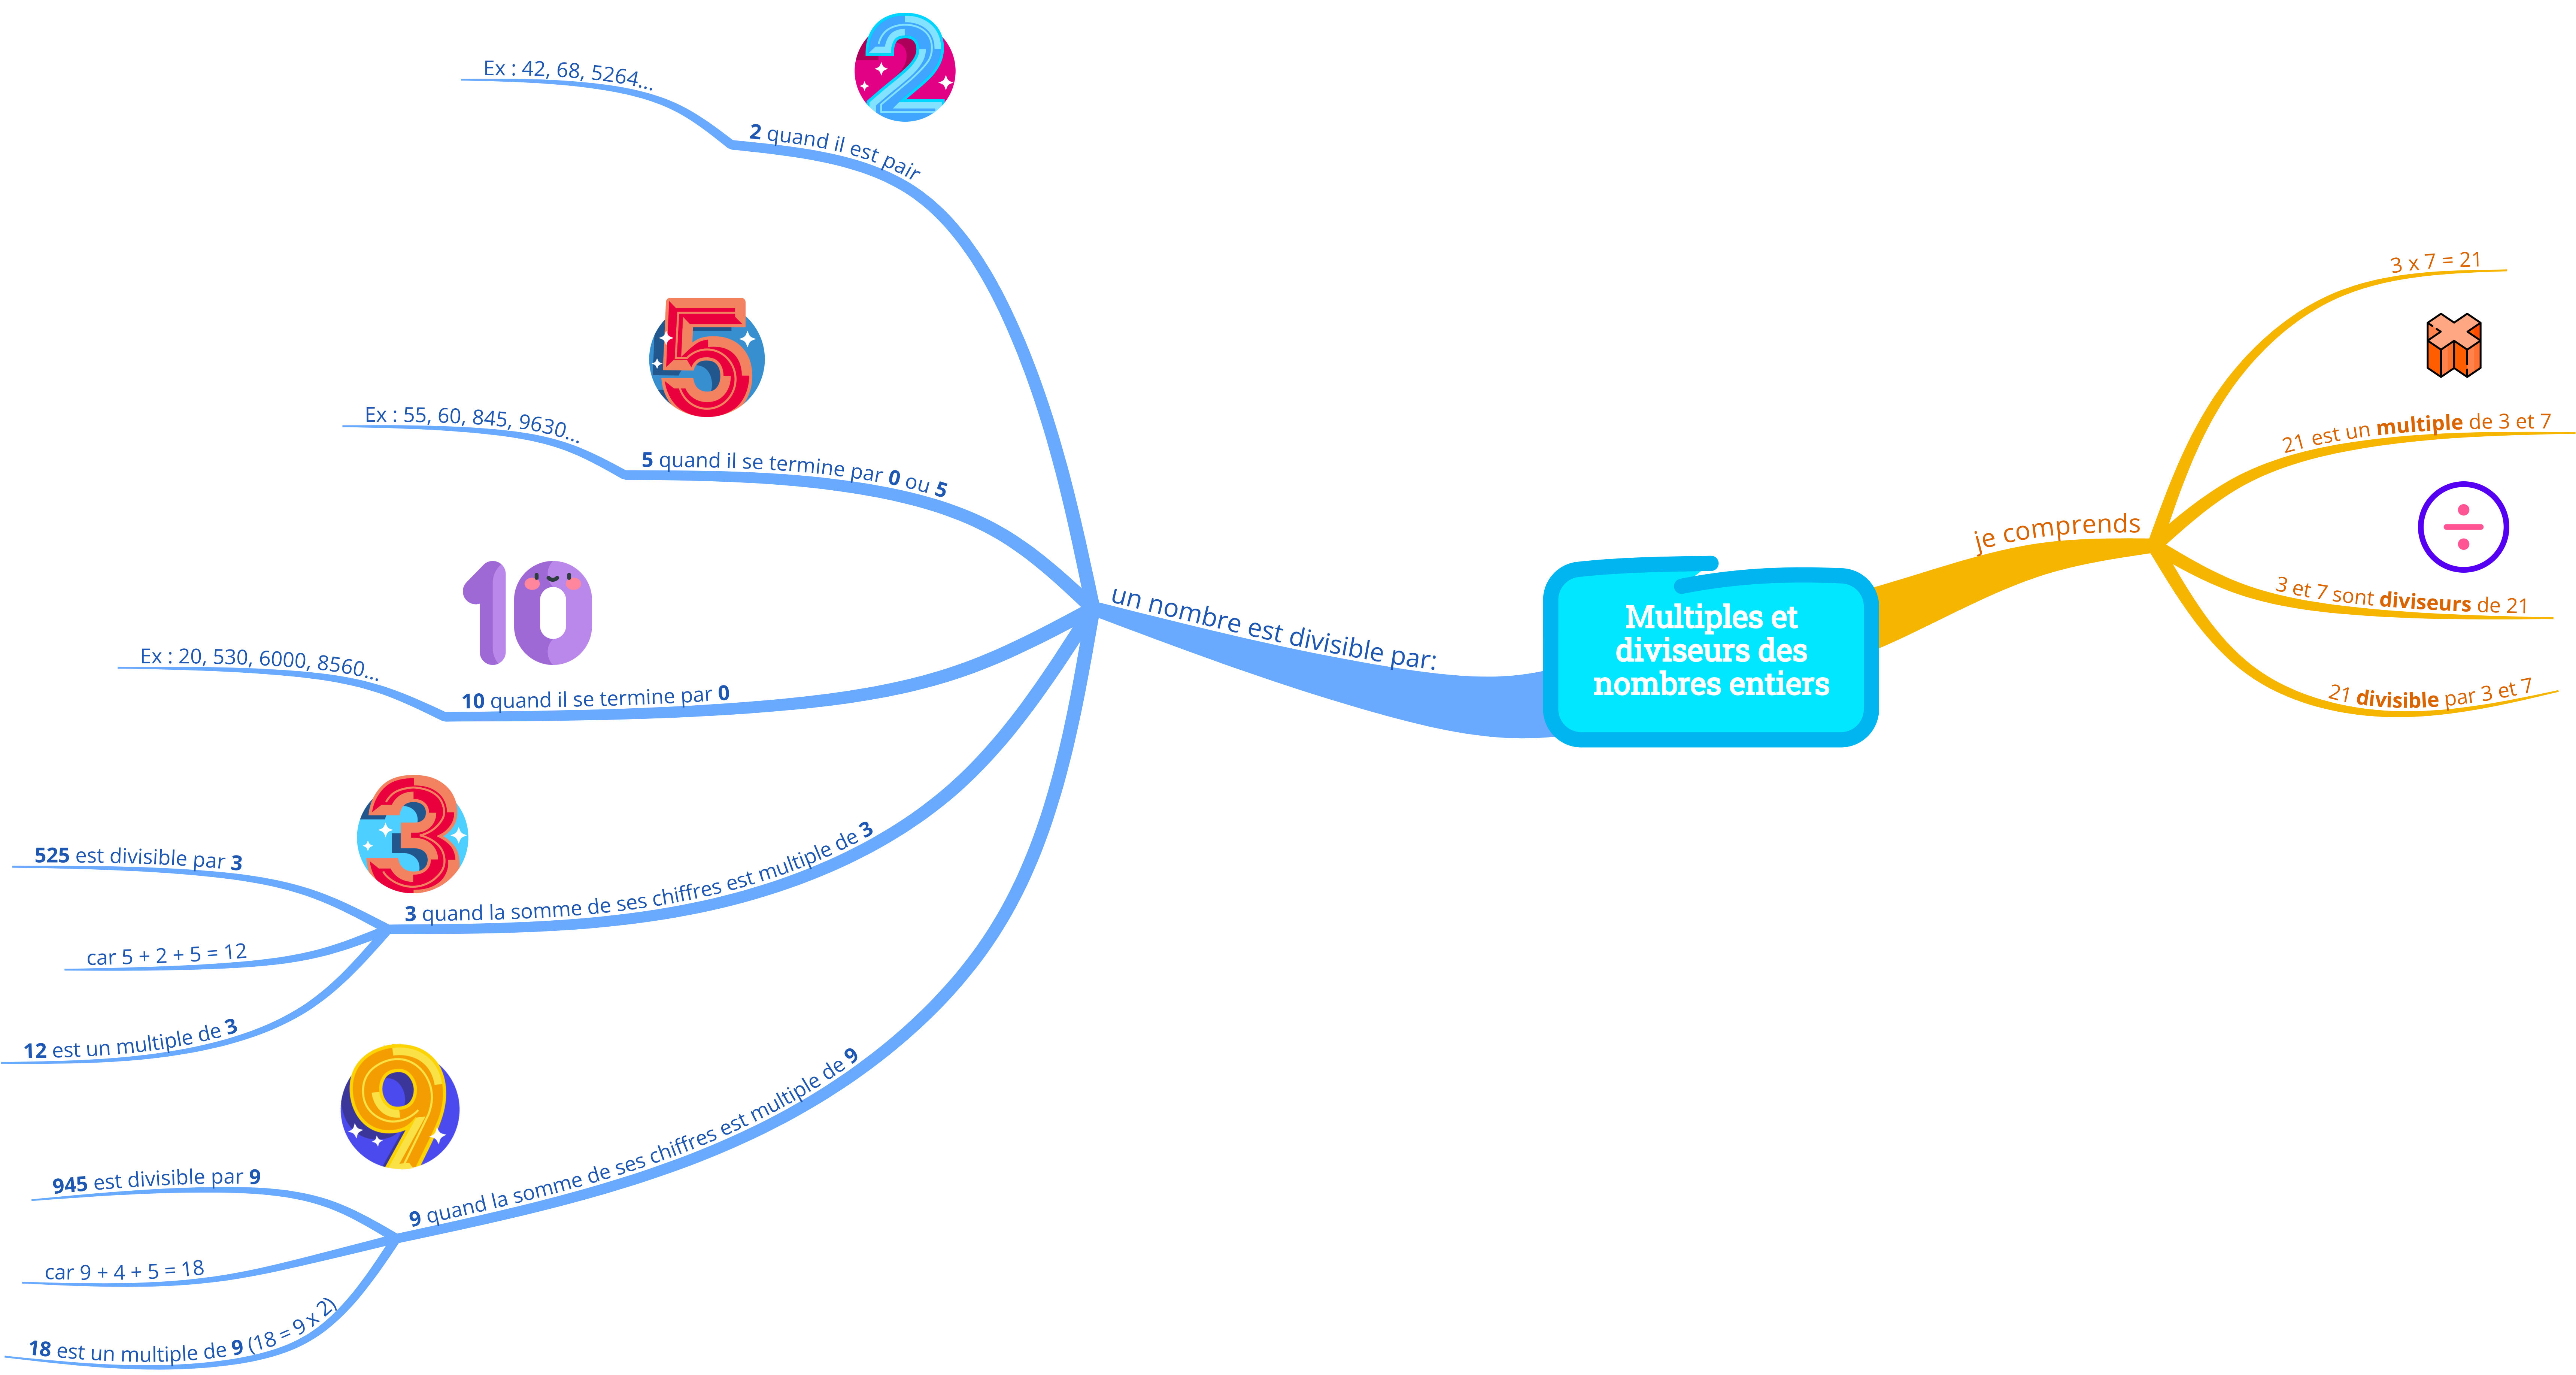 Multiples et
diviseurs des
nombres entiers
je comprends
3 x 7 = 21
21 est un multiple de 3 et 7
3 et 7 sont diviseurs de 21
21 divisible par 3 et 7
un nombre est divisible par:
2
2 quand il est pair
Ex : 42, 68, 5264...
5
5 quand il se termine par 0 ou 5
Ex : 55, 60, 845, 9630...
10
10 quand il se termine par 0
Ex : 20, 530, 6000, 8560...
3
3 quand la somme de ses chiffres est multiple de 3
525 est divisible par 3
car 5 + 2 + 5 = 12
12 est un multiple de 3
9
9 quand la somme de ses chiffres est multiple de 9
945 est divisible par 9
car 9 + 4 + 5 = 18
18 est un multiple de 9 (18 = 9 x 2)